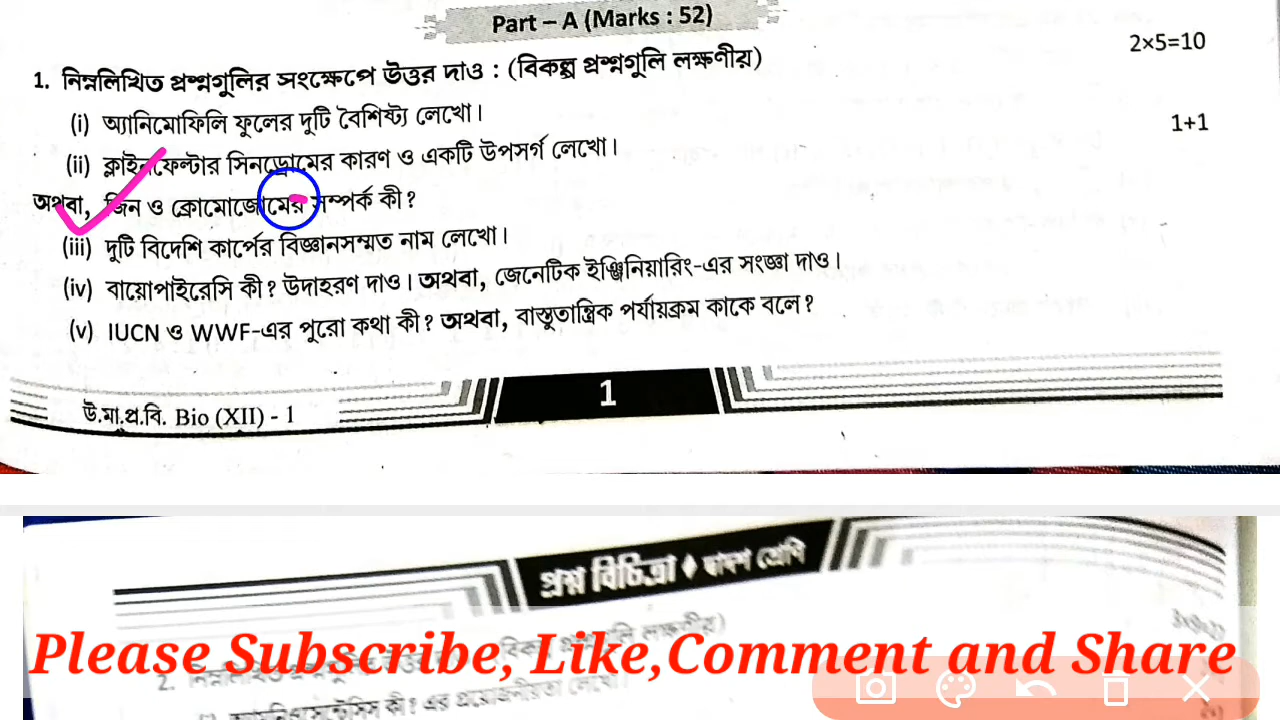 Part – A (Marks : 52)
1. নিম্নলিখিত প্রশ্নগুলির সংক্ষেপে উত্তর দাও : (বিকল্প প্রশ্নগুলি লক্ষণীয়) 2×5=10
(i) অ্যানিমোফিলি ফুলের দুটি বৈশিষ্ট্য লেখো।
(ii) ক্লাইনফেল্টার সিনড্রোমের কারণ ও একটি উপসর্গ লেখো। 1+1
অথবা, জিন ও ক্রোমোজোমের সম্পর্ক কী?
(iii) দুটি বিদেশি কার্পের বিজ্ঞানসম্মত নাম লেখো।
(iv) বায়োপাইরেসি কী? উদাহরণ দাও। অথবা, জেনেটিক ইঞ্জিনিয়ারিং-এর সংজ্ঞা দাও।
(v) IUCN ও WWF-এর পুরো কথা কী? অথবা, বাস্তুতান্ত্রিক পর্যায়ক্রম কাকে বলে?
1
উ.মা.প্র.বি. Bio (XII) - 1
প্রশ্ন বিচিত্রা ♦ দ্বাদশ শ্রেণি
Please Subscribe, Like,Comment and Share
2. নিম্নলিখিত